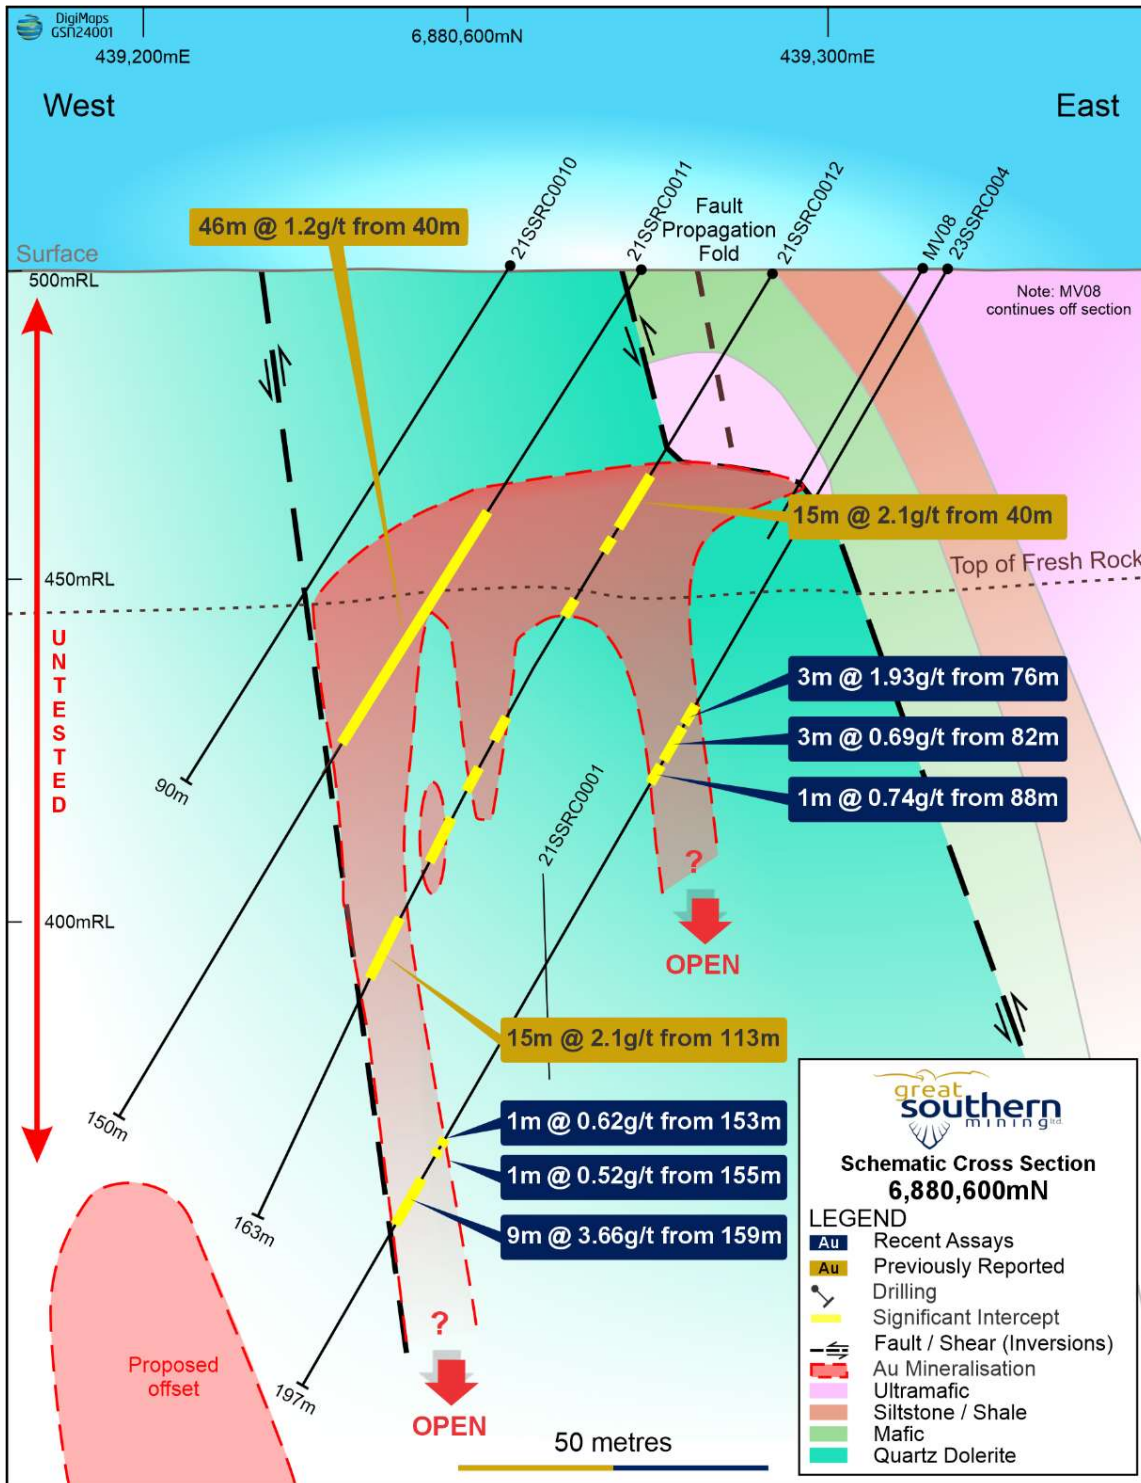 DigiMaps
GSN24001
439,200mE
6,880,600mN
439,300mE
West
East
21SSRC0010
21SSRC0011
Fault
Propagation
Fold
21SSRC0012
MV08
23SSRC004
46m @ 1.2g/t from 40m
Surface
500mRL
Note: MV08
continues off section
15m @ 2.1g/t from 40m
Top of Fresh Rock
450mRL
UNTESTED
3m @ 1.93g/t from 76m
3m @ 0.69g/t from 82m
1m @ 0.74g/t from 88m
90m
21SSRC0001
?
OPEN
400mRL
15m @ 2.1g/t from 113m
150m
1m @ 0.62g/t from 153m
1m @ 0.52g/t from 155m
9m @ 3.66g/t from 159m
163m
?
OPEN
197m
Proposed
offset
50 metres
great
southern
mining ltd.
Schematic Cross Section
6,880,600mN
LEGEND
Au Recent Assays
Au Previously Reported
Drilling
Significant Intercept
Fault / Shear (Inversions)
Au Mineralisation
Ultramafic
Siltstone / Shale
Mafic
Quartz Dolerite